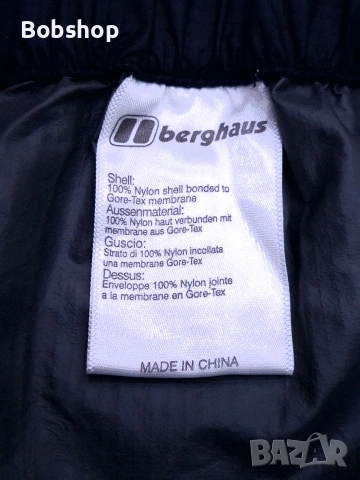 Bobshop
berghaus
Shell:
100% Nylon shell bonded to
Gore-Tex membrane
Aussenmaterial:
100% Nylon haut verbunden mit
membrane aus Gore-Tex
Guscio:
Strato di 100% Nylon incollata
una membrane Gore-Tex
Dessus:
Enveloppe 100% Nylon jointe
a la membrane en Gore-Tex
MADE IN CHINA
BAZAR